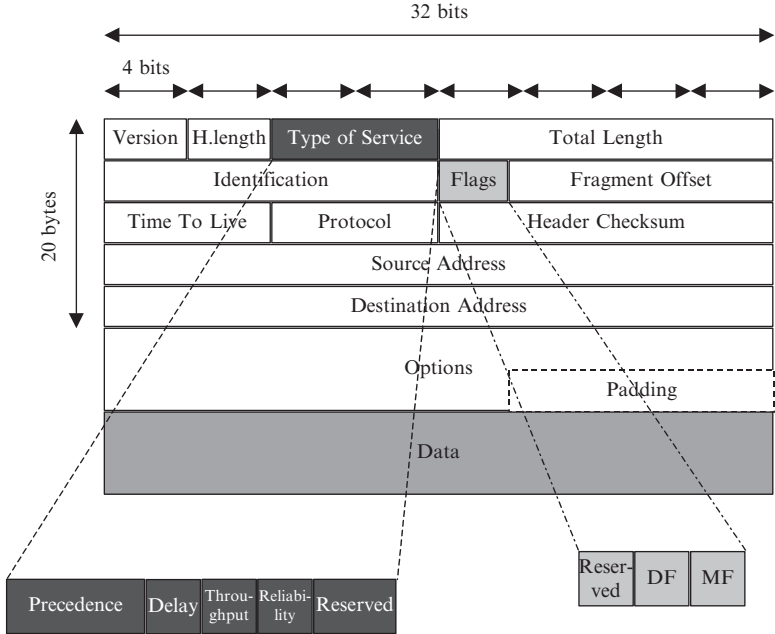 32 bits
4 bits
Version H.length Type of Service Total Length
Identification Flags Fragment Offset
20 bytes
Time To Live Protocol Header Checksum
Source Address
Destination Address
Options
Padding
Data
Reser-
ved DF MF
Precedence Delay Throu-
ghput Reliabi-
lity Reserved